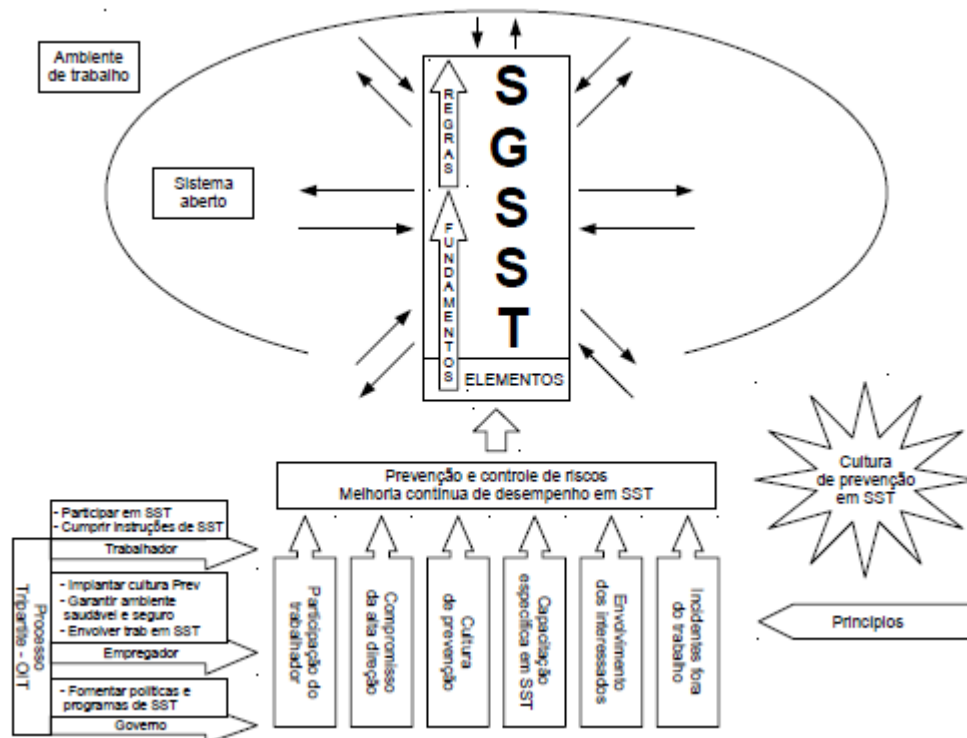 Ambiente
de trabalho
Sistema
aberto
REGRAS
FUNDAMENTOS
SGSST
ELEMENTOS
Prevenção e controle de riscos
Melhoria contínua de desempenho em SST
Cultura
de prevenção
em SST
Princípios
- Participar em SST
- Cumprir instruções de SST
Trabalhador
- Implantar cultura Prev
- Garantir ambiente
saudável e seguro
- Envolver trab em SST
Empregador
- Fomentar políticas e
programas de SST
Governo
Processo
Tripartite - OIT
Participação do
trabalhador
Compromisso
da alta direção
Cultura
de prevenção
Capacitação
específica em SST
Envolvimento
dos interessados
Incidentes fora
do trabalho